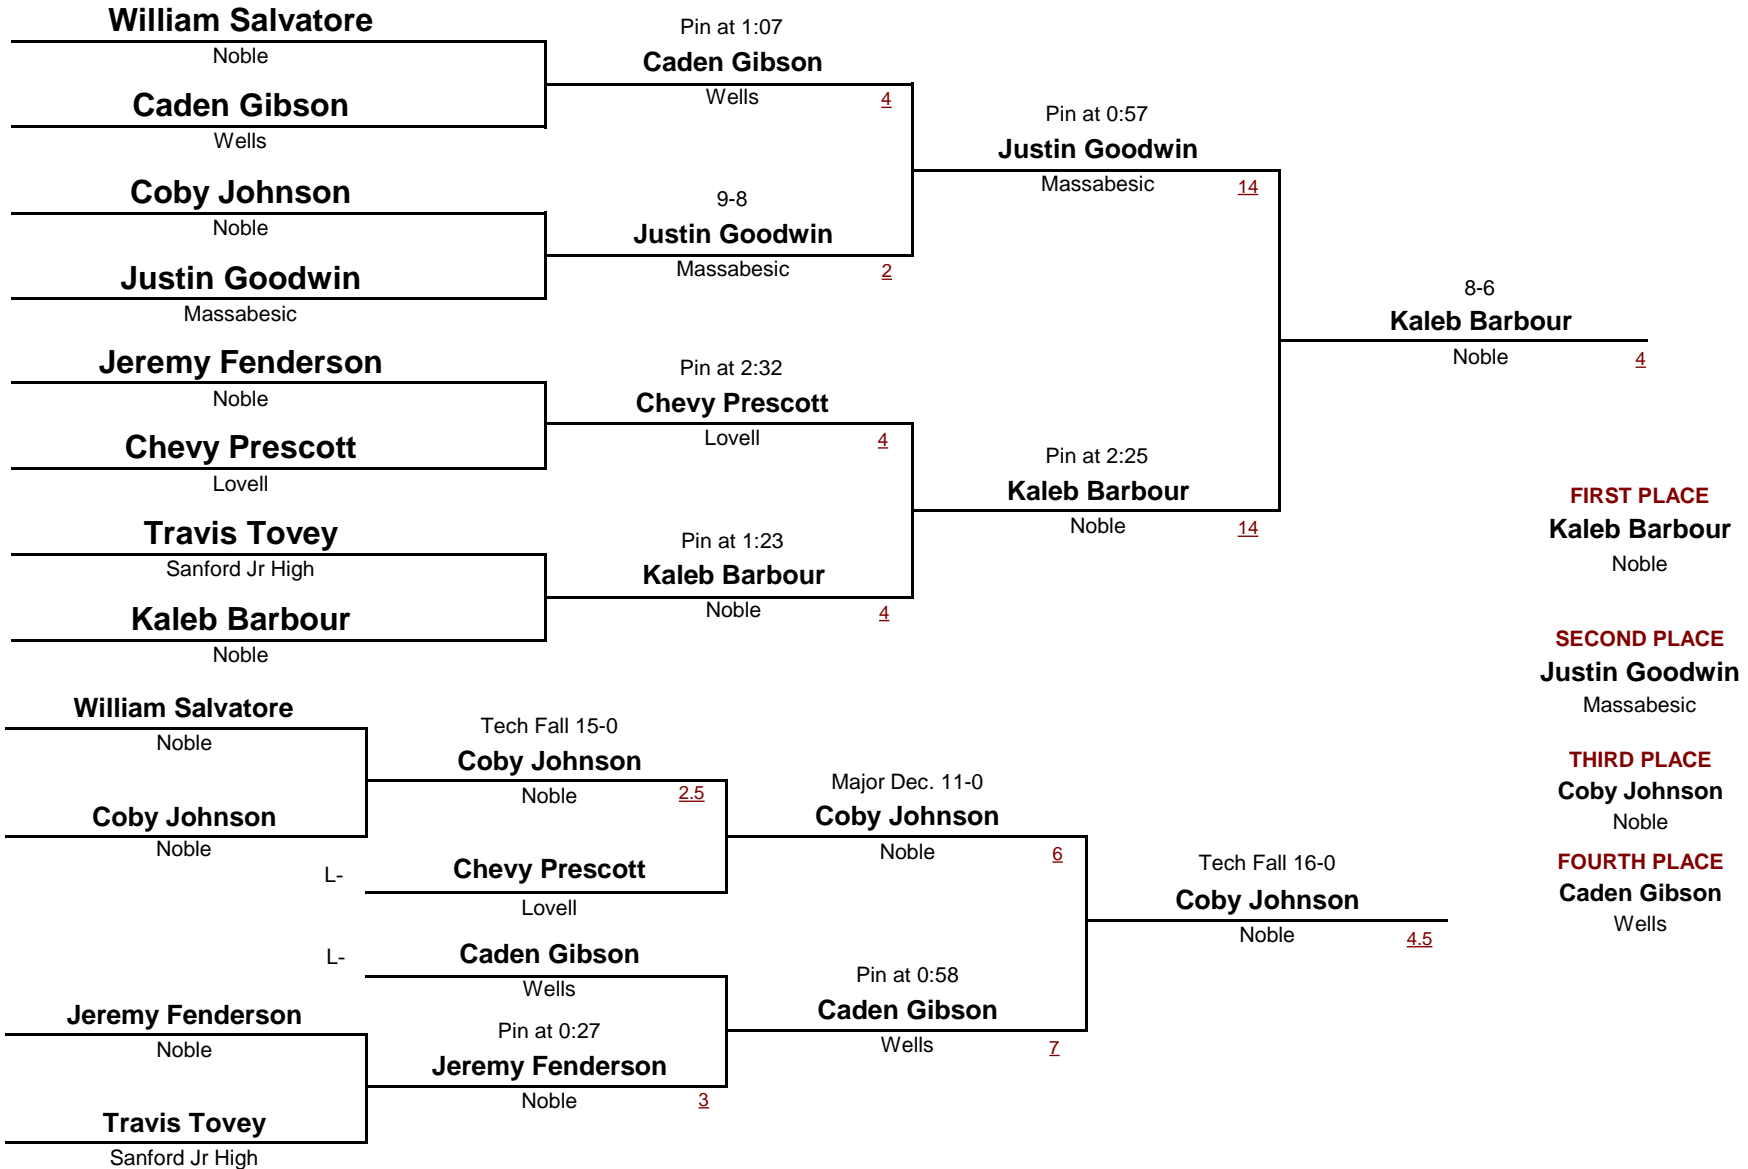 William Salvatore
Noble
Caden Gibson
Wells
Coby Johnson
Noble
Justin Goodwin
Massabesic
Jeremy Fenderson
Noble
Chevy Prescott
Lovell
Travis Tovey
Sanford Jr High
Kaleb Barbour
Noble
Pin at 1:07
Caden Gibson
Wells
4
9-8
Justin Goodwin
Massabesic
2
Pin at 2:32
Chevy Prescott
Lovell
4
Pin at 1:23
Kaleb Barbour
Noble
4
Pin at 0:57
Justin Goodwin
Massabesic
14
Pin at 2:25
Kaleb Barbour
Noble
14
8-6
Kaleb Barbour
Noble
4
FIRST PLACE
Kaleb Barbour
Noble
SECOND PLACE
Justin Goodwin
Massabesic
THIRD PLACE
Coby Johnson
Noble
FOURTH PLACE
Caden Gibson
Wells
William Salvatore
Noble
Coby Johnson
Noble
Jeremy Fenderson
Noble
Travis Tovey
Sanford Jr High
Tech Fall 15-0
Coby Johnson
Noble
2.5
L-
Chevy Prescott
Lovell
L-
Caden Gibson
Wells
Pin at 0:27
Jeremy Fenderson
Noble
3
Major Dec. 11-0
Coby Johnson
Noble
6
Pin at 0:58
Caden Gibson
Wells
7
Tech Fall 16-0
Coby Johnson
Noble
4.5